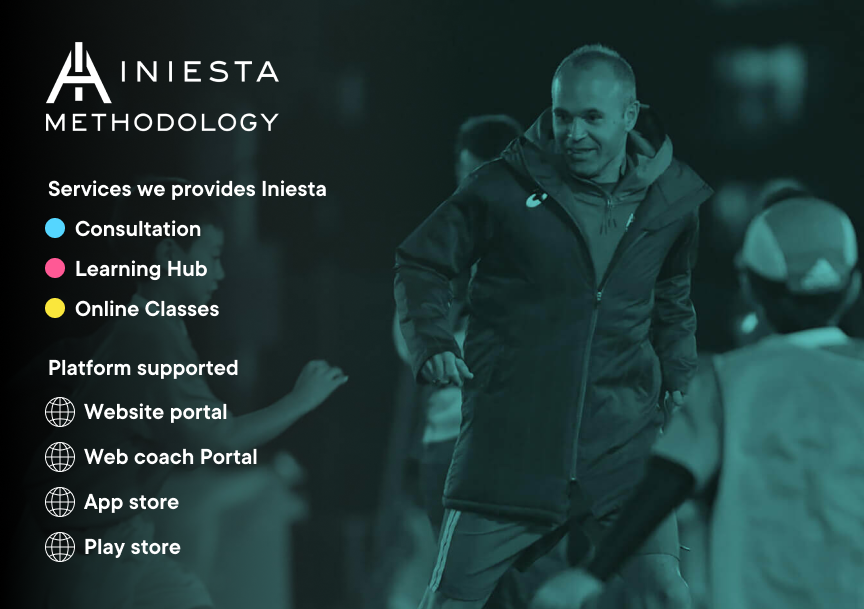 INIESTA
METHODOLOGY
Services we provides Iniesta
Consultation
Learning Hub
Online Classes
Platform supported
Website portal
Web coach Portal
App store
Play store